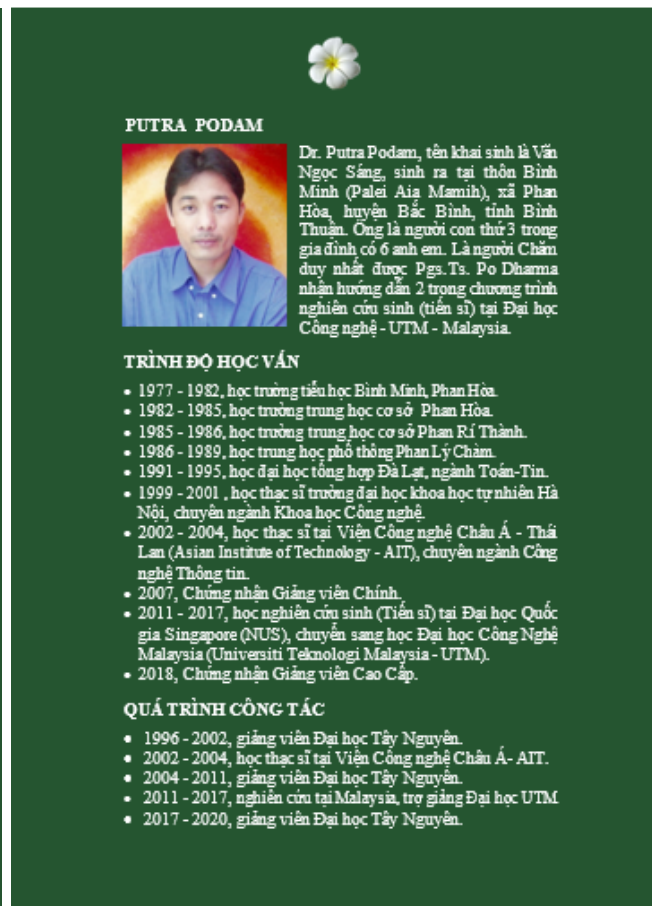 PUTRA PODAM
Dr. Putra Podam, tên khai sinh là Văn
Ngọc Sáng, sinh ra tại thôn Bình
Minh (Palei Aia Mamih), xã Phan
Hòa, huyện Bắc Bình, tỉnh Bình
Thuận. Ông là người con thứ 3 trong
gia đình có 6 anh em. Là người Chăm
duy nhất được Pgs.Ts. Po Dharma
nhận hướng dẫn 2 trong chương trình
nghiên cứu sinh (tiến sĩ) tại Đại học
Công nghệ - UTM - Malaysia.
TRÌNH ĐỘ HỌC VẤN
• 1977 - 1982, học trường tiểu học Bình Minh, Phan Hòa.
• 1982 - 1985, học trường trung học cơ sở Phan Hòa.
• 1985 - 1986, học trường trung học cơ sở Phan Rí Thành.
• 1986 - 1989, học trung học phổ thông Phan Lý Chàm.
• 1991 - 1995, học đại học tổng hợp Đà Lạt, ngành Toán-Tin.
• 1999 - 2001, học thạc sĩ trường đại học khoa học tự nhiên Hà
Nội, chuyên ngành Khoa học Công nghệ.
• 2002 - 2004, học thạc sĩ tại Viện Công nghệ Châu Á - Thái
Lan (Asian Institute of Technology - AIT), chuyên ngành Công
nghệ Thông tin.
• 2007, Chứng nhận Giảng viên Chính.
• 2011 - 2017, học nghiên cứu sinh (Tiến sĩ) tại Đại học Quốc
gia Singapore (NUS), chuyển sang học Đại học Công Nghệ
Malaysia (Universiti Teknologi Malaysia - UTM).
• 2018, Chứng nhận Giảng viên Cao Cấp.
QUÁ TRÌNH CÔNG TÁC
• 1996 - 2002, giảng viên Đại học Tây Nguyên.
• 2002 - 2004, học thạc sĩ tại Viện Công nghệ Châu Á- AIT.
• 2004 - 2011, giảng viên Đại học Tây Nguyên.
• 2011 - 2017, nghiên cứu tại Malaysia, trợ giảng Đại học UTM
• 2017 - 2020, giảng viên Đại học Tây Nguyên.